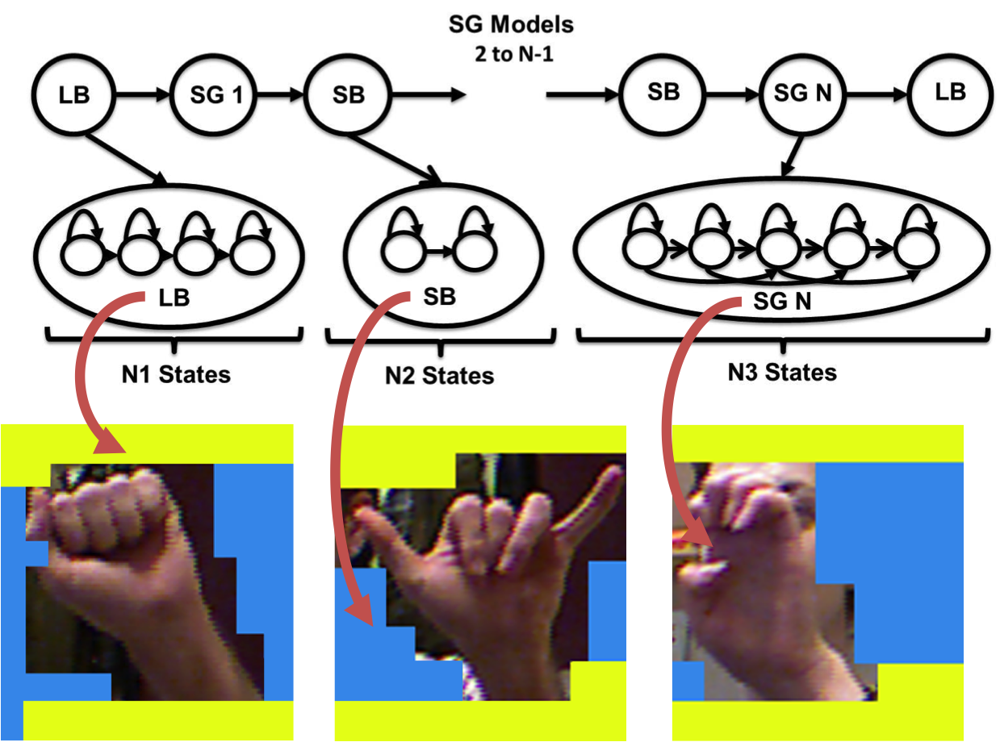 SG Models
2 to N-1
LB
SG 1
SB
SB
SG N
LB
LB
SB
SG N
N1 States
N2 States
N3 States